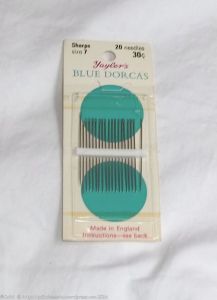 Sharps 20 needles
size 7 30¢
Taylor's
BLUE DORCAS
Made in England
Instructions—see back